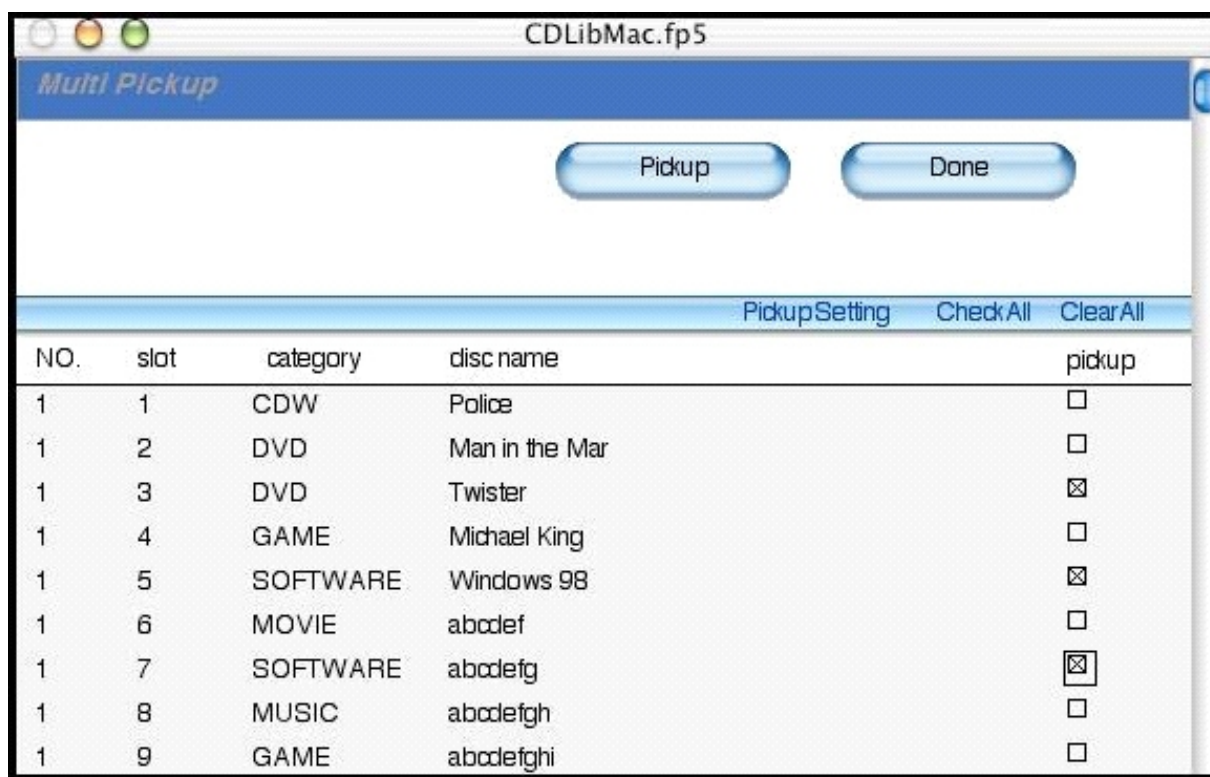 CDLibMac.fp5
Multi Pickup
Pickup Done
PickupSetting CheckAll ClearAll
NO. slot category disc name pickup
1 1 CDW Police
1 2 DVD Man in the Mar
1 3 DVD Twister
1 4 GAME Michael King
1 5 SOFTWARE Windows 98
1 6 MOVIE abcdef
1 7 SOFTWARE abcdefg
1 8 MUSIC abcdefgh
1 9 GAME abcdefghi